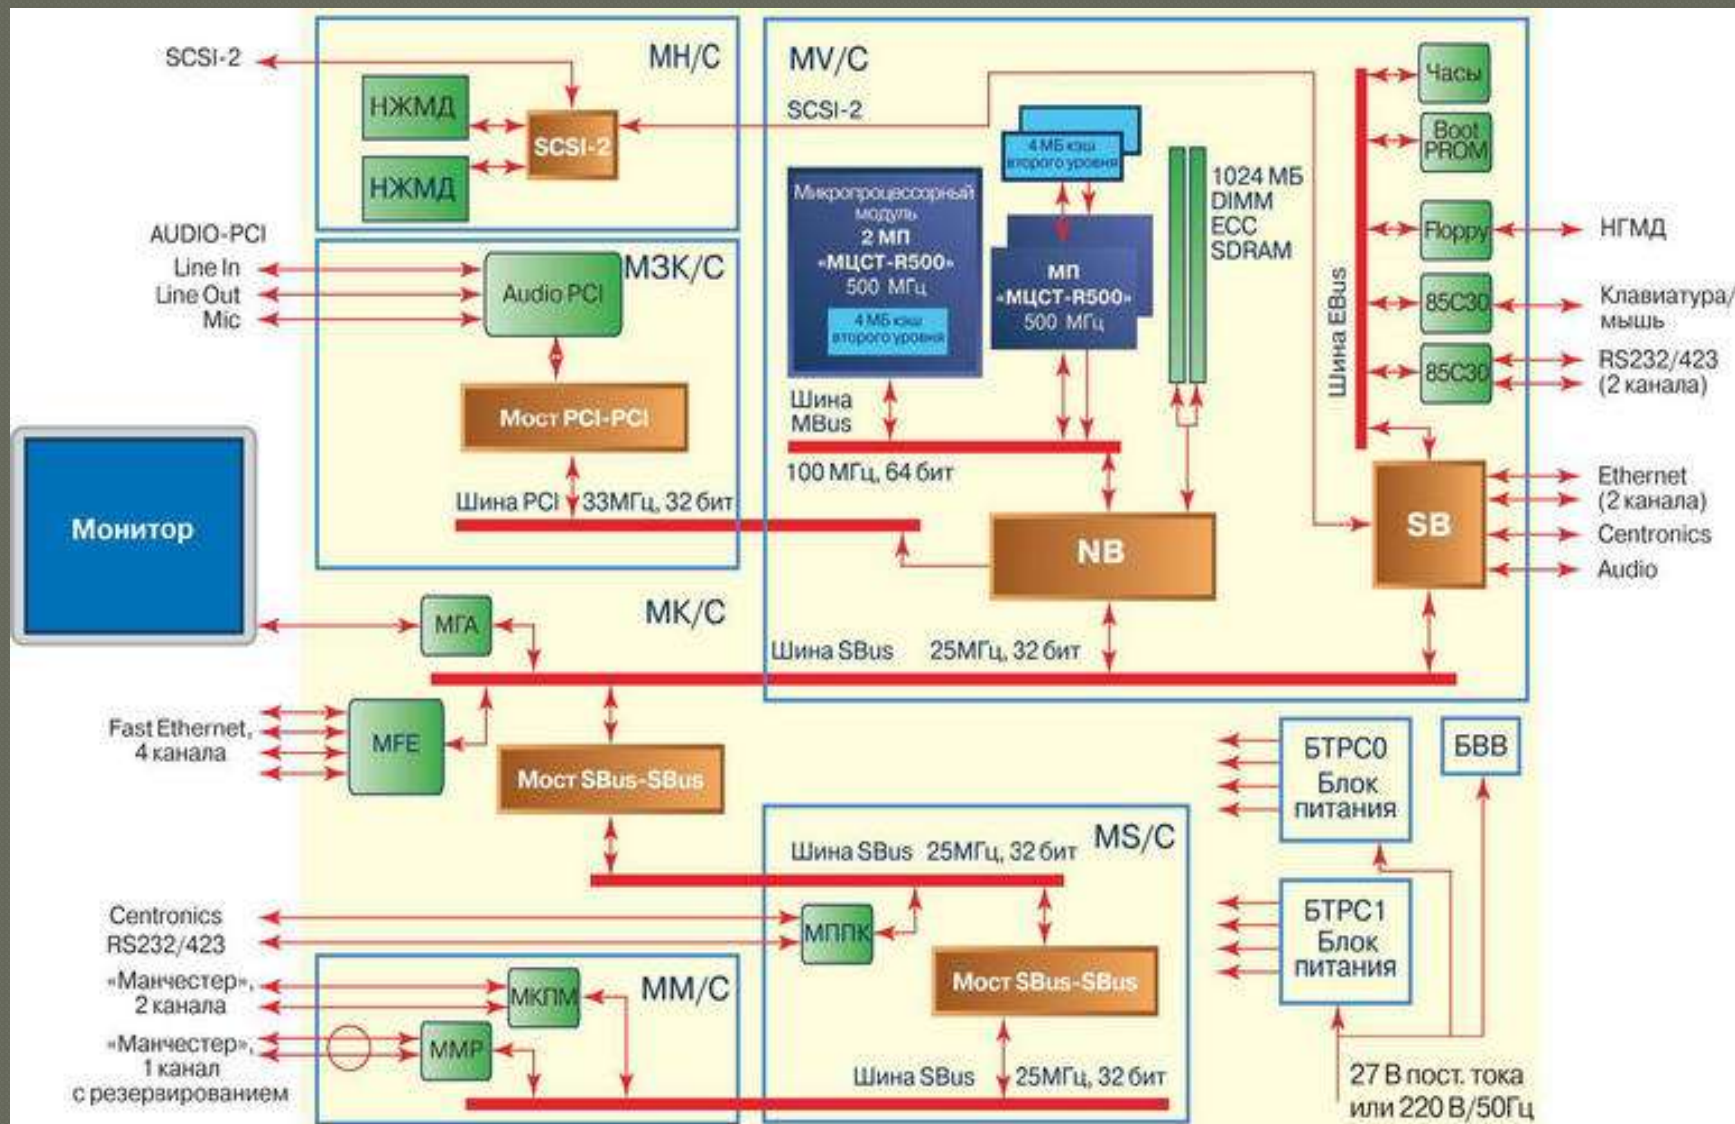 SCSI-2
МН/С
НЖМД
НЖМД
SCSI-2
AUDIO-PCI
Line In
Line Out
Mic
МЗК/С
Audio PCI
Мост PCI-PCI
Шина PCI 33МГц, 32 бит
MV/C
SCSI-2
4 МБ кэш
второго уровня
Микропроцессорный
модуль
2 МП
«МЦСТ-R500»
500 МГц
4 МБ кэш
второго уровня
МП
«МЦСТ-R500»
500 МГц
1024 МБ
DIMM
ECC
SDRAM
Шина
MBus
100 МГц, 64 бит
NB
Шина EBus
Часы
Boot
PROM
Floppy
НГМД
85С30
Клавиатура/
мышь
85С30
RS232/423
(2 канала)
SB
Ethernet
(2 канала)
Centronics
Audio
Монитор
МГА
МК/С
Шина SBus 25МГц, 32 бит
Fast Ethernet,
4 канала
MFE
Мост SBus-SBus
БТРС0
Блок
питания
БВВ
MS/C
Шина SBus 25МГц, 32 бит
Centronics
RS232/423
МППК
Мост SBus-SBus
БТРС1
Блок
питания
«Манчестер»,
2 канала
МКПМ
ММ/С
«Манчестер»,
1 канал
с резервированием
ММР
Шина SBus 25МГц, 32 бит
27 В пост. тока
или 220 В/50Гц